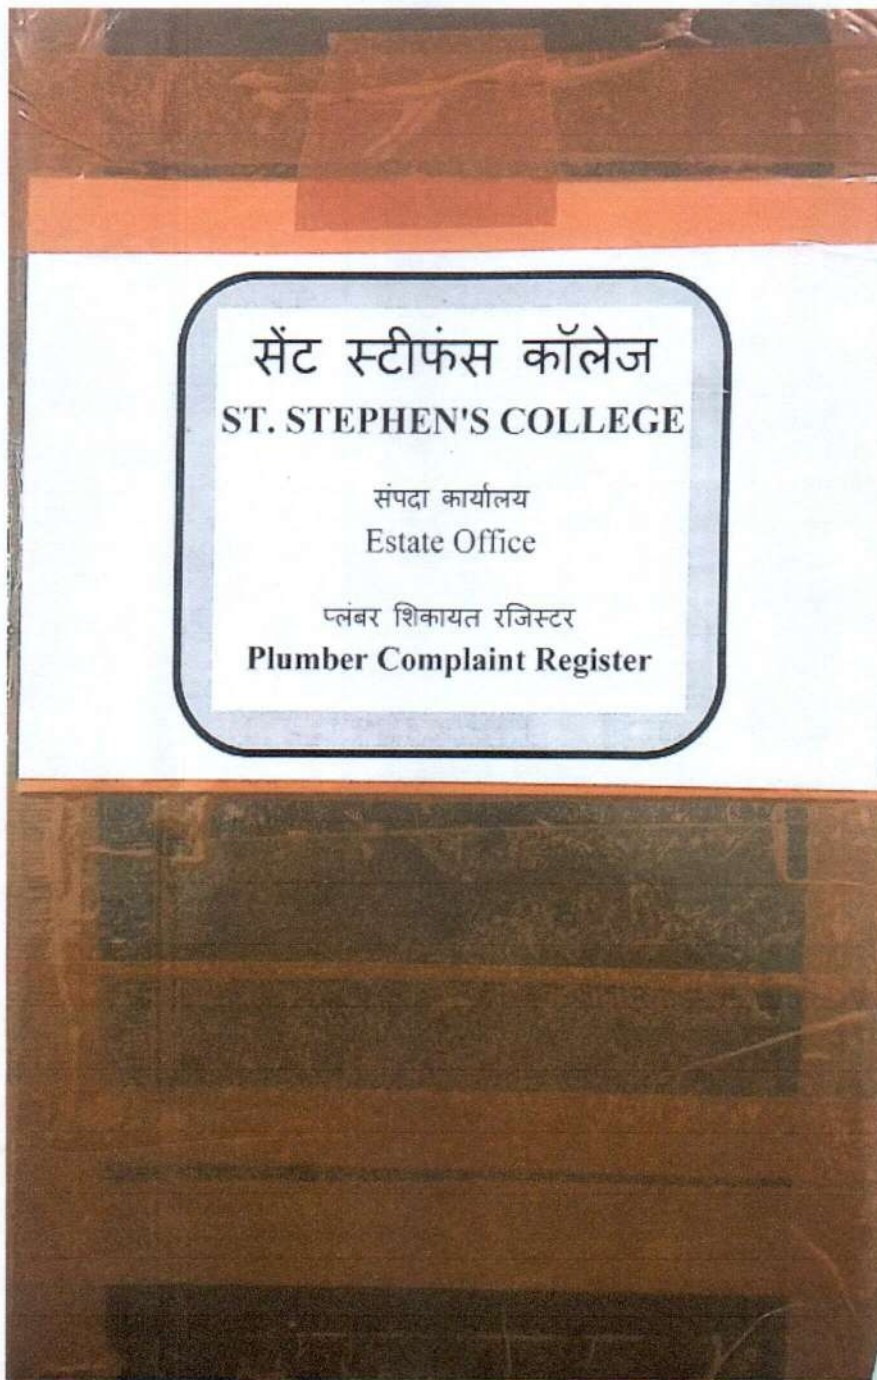 सेंट स्टीफंस कॉलेज
ST. STEPHEN'S COLLEGE
संपदा कार्यालय
Estate Office
प्लंबर शिकायत रजिस्टर
Plumber Complaint Register